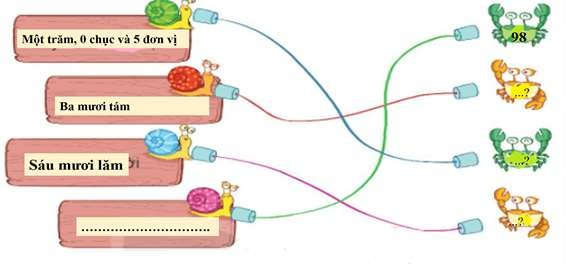 Một trăm, 0 chục và 5 đơn vị
98
Ba mươi tám
...?
Sáu mươi lăm
...?
...............................
...?